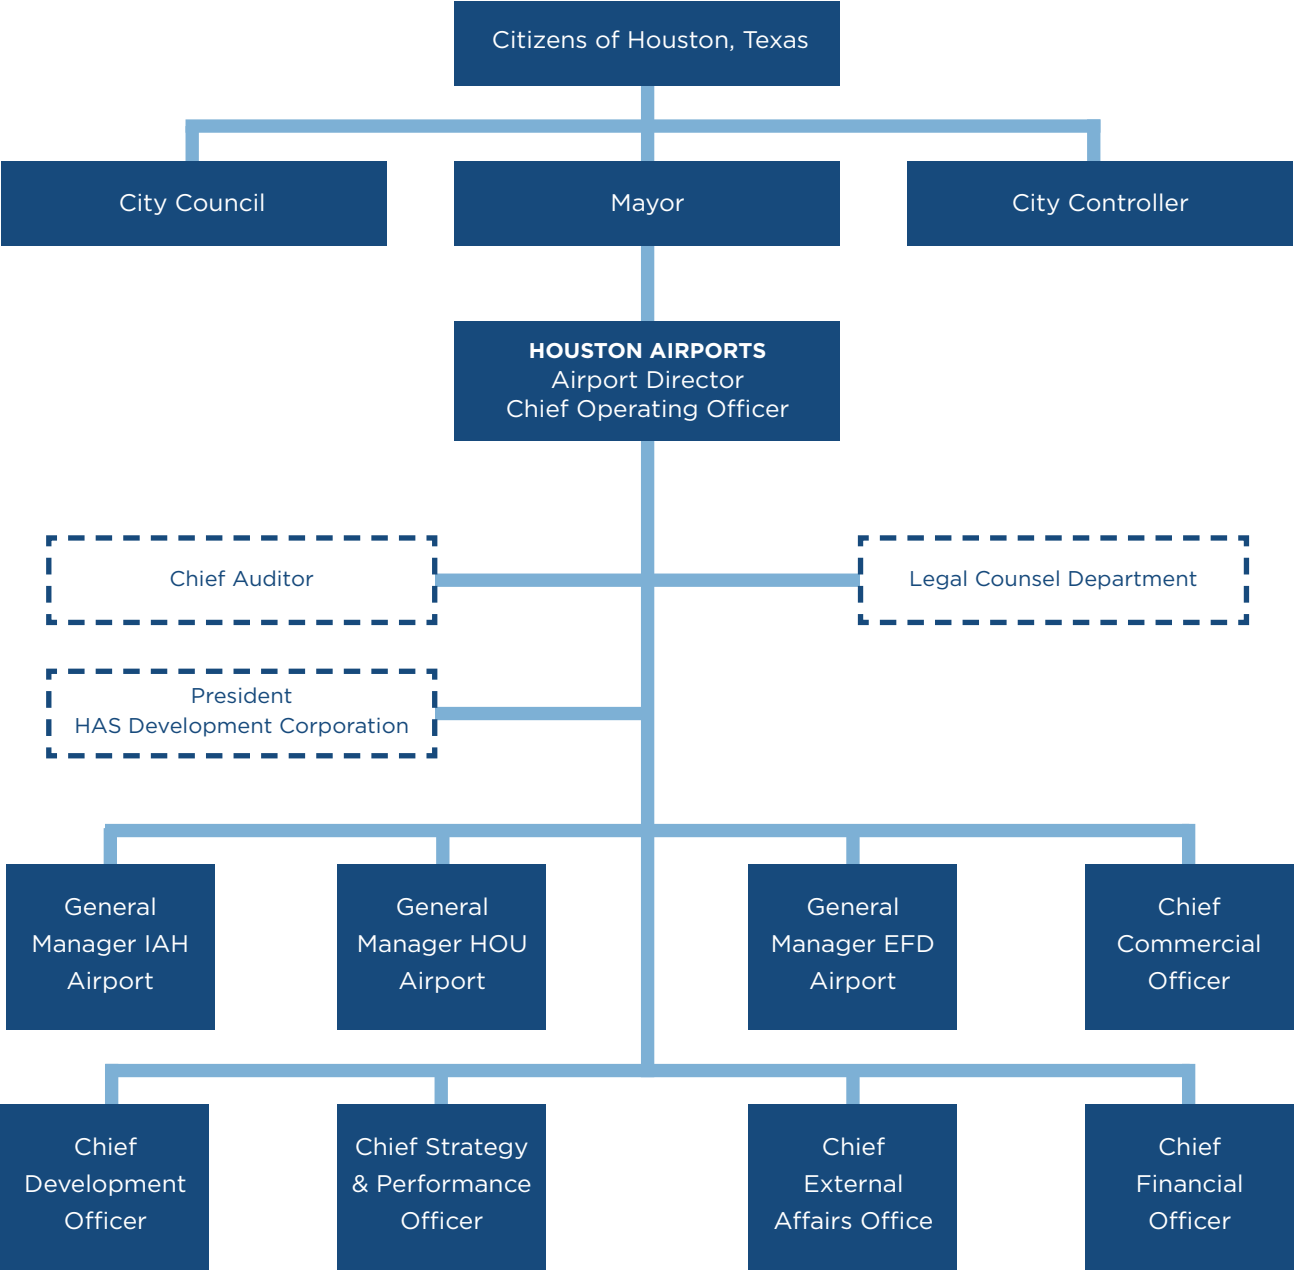 Citizens of Houston, Texas
City Council
Mayor
City Controller
HOUSTON AIRPORTS
Airport Director
Chief Operating Officer
Chief Auditor
Legal Counsel Department
President
HAS Development Corporation
General
Manager IAH
Airport
General
Manager HOU
Airport
General
Manager EFD
Airport
Chief
Commercial
Officer
Chief
Development
Officer
Chief Strategy
& Performance
Officer
Chief
External
Affairs Office
Chief
Financial
Officer